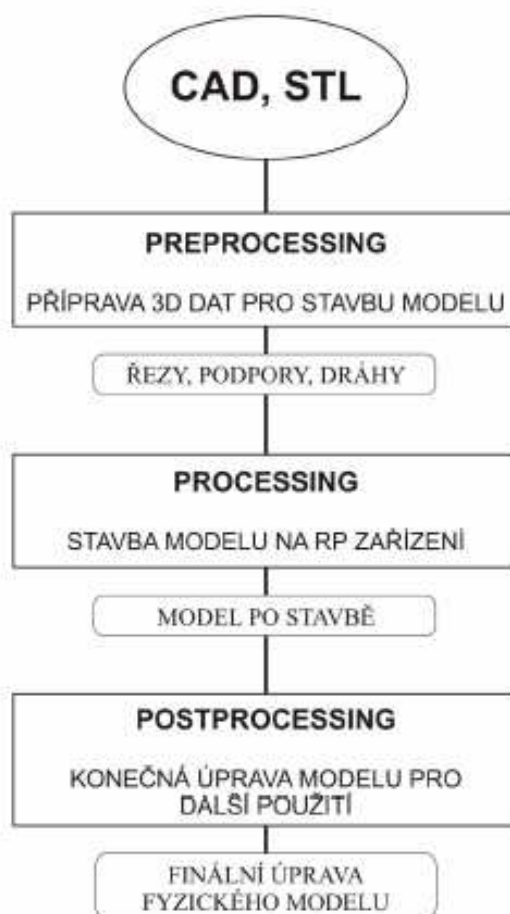 CAD, STL
PREPROCESSING
PŘÍPRAVA 3D DAT PRO STAVBU MODELU
ŘEZY, PODPORY, DRÁHY
PROCESSING
STAVBA MODELU NA RP ZAŘÍZENÍ
MODEL PO STAVBĚ
POSTPROCESSING
KONEČNÁ ÚPRAVA MODELU PRO
DALŠÍ POUŽITÍ
FINÁLNÍ ÚPRAVA
FYZICKÉHO MODELU